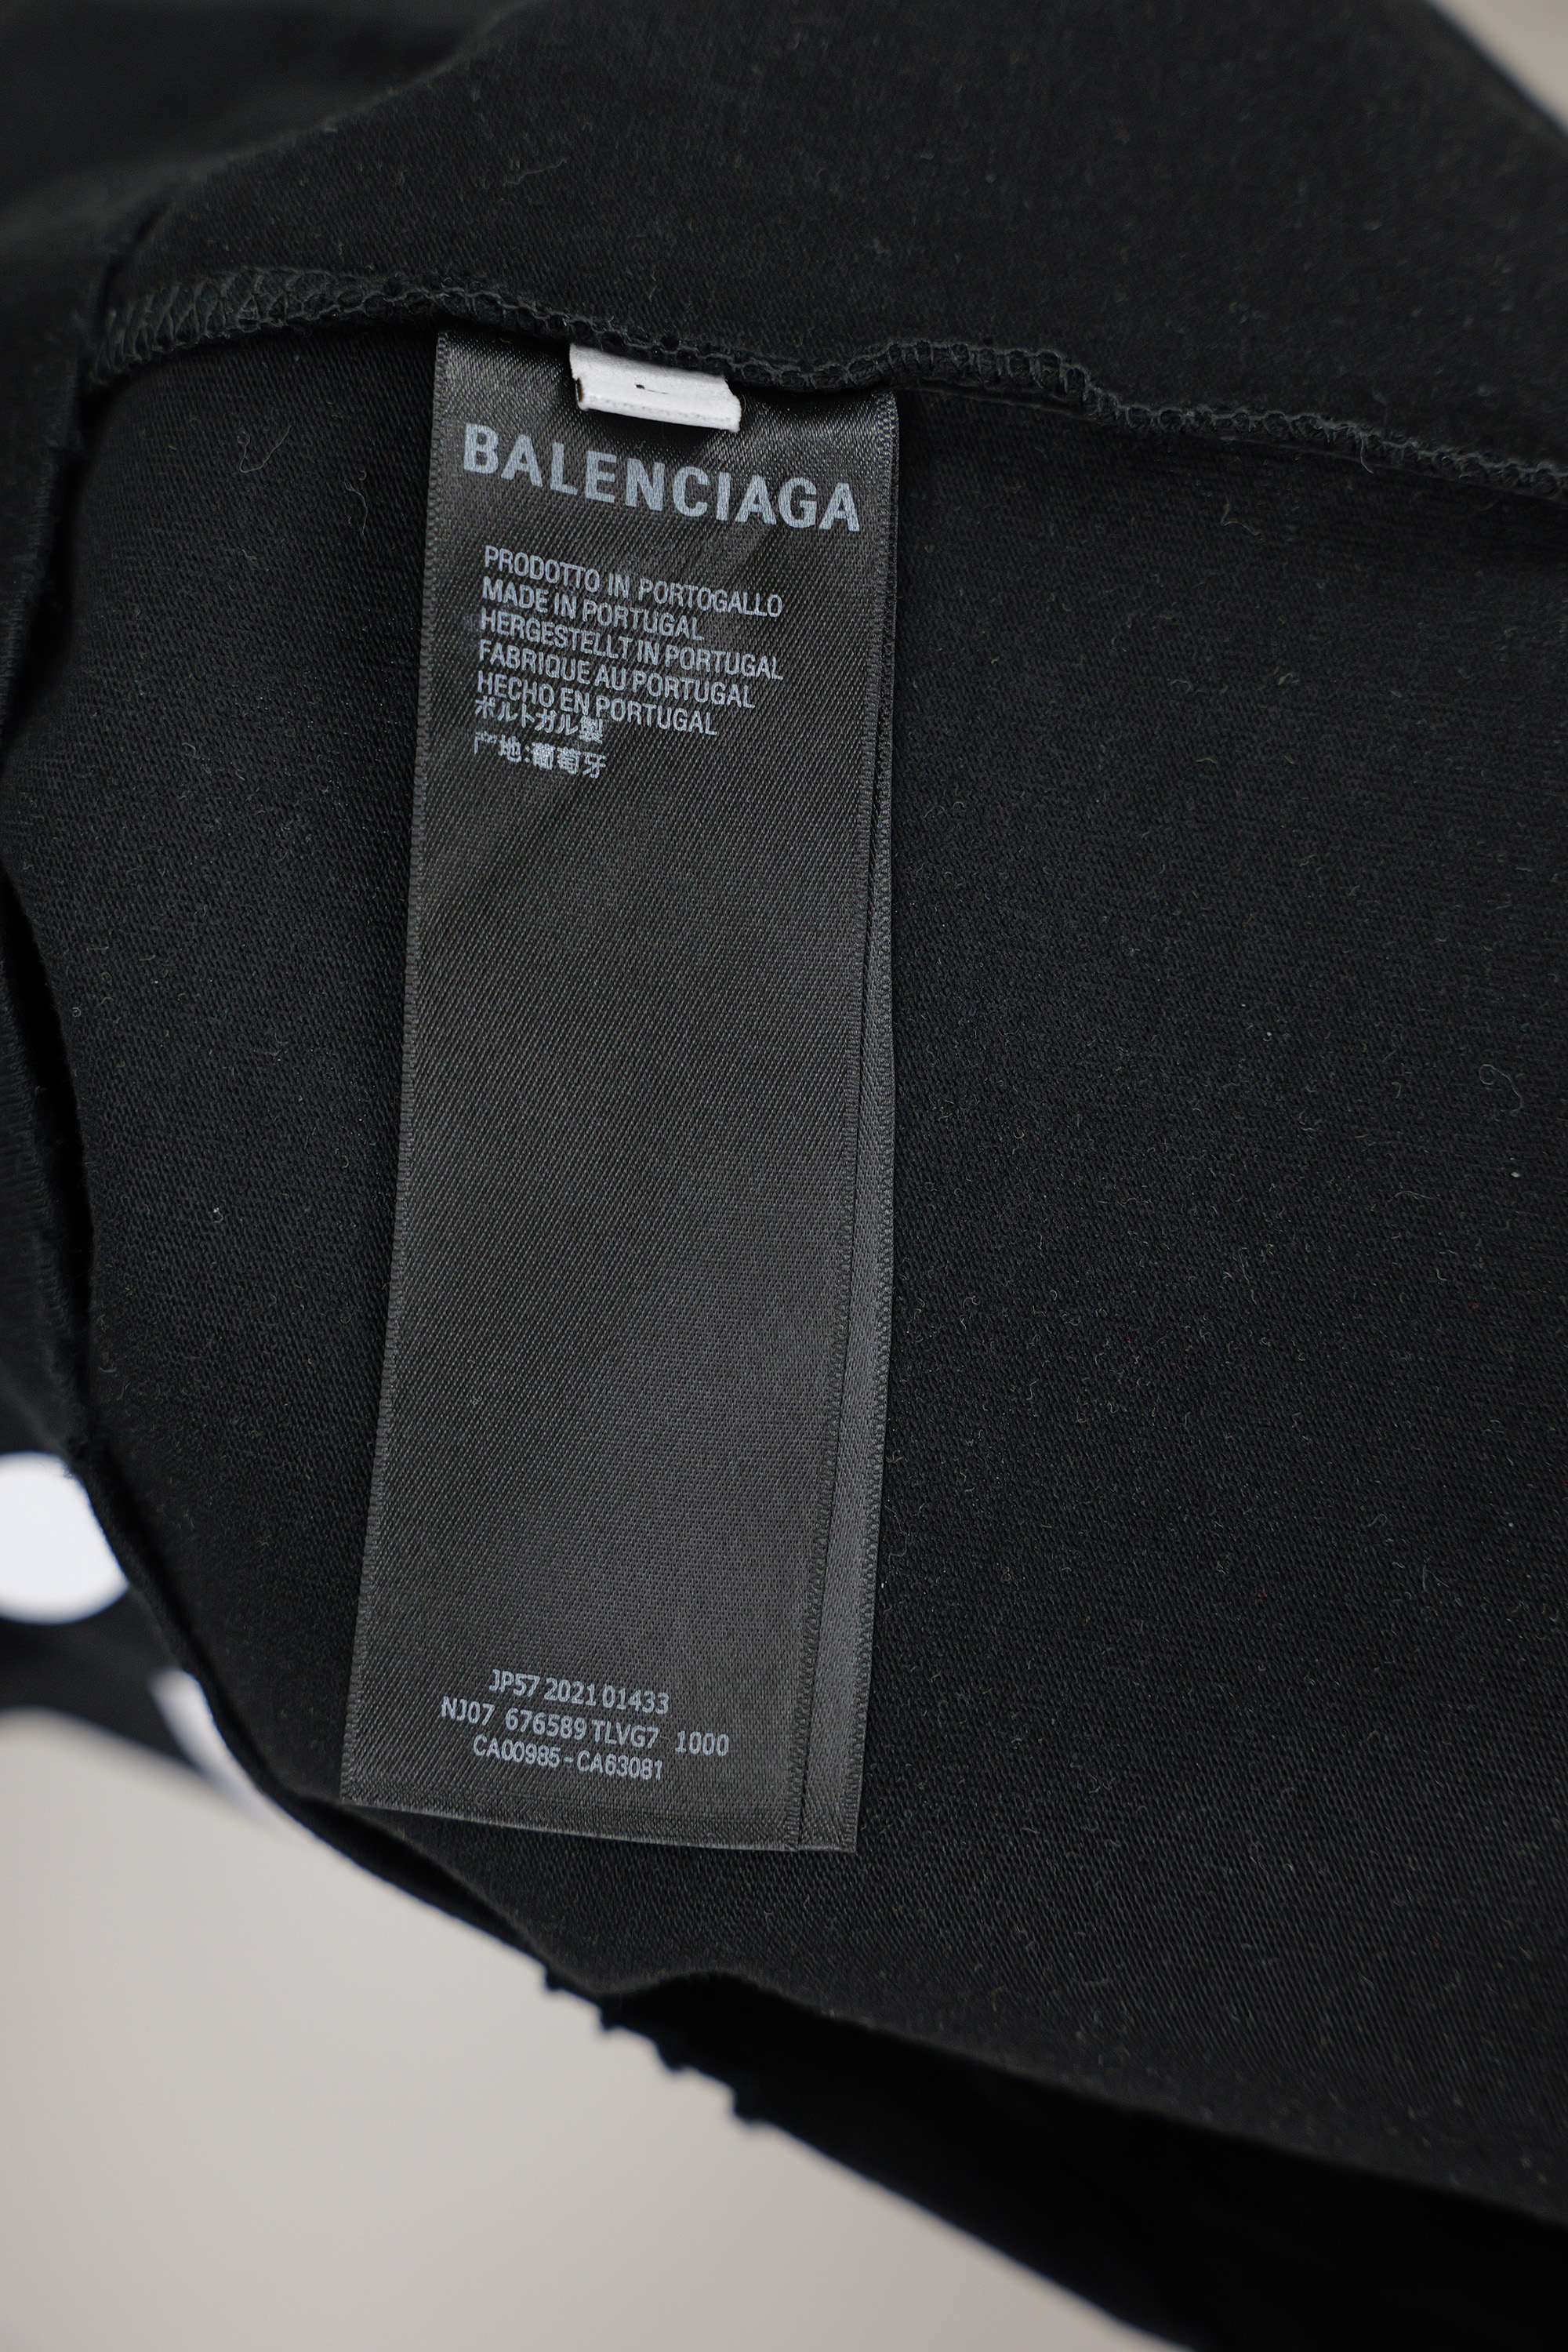 BALENCIAGA
PRODOTTO IN PORTOGALLO
MADE IN PORTUGAL
HERGESTELLT IN PORTUGAL
FABRIQUE AU PORTUGAL
HECHO EN PORTUGAL
ポルトガル製
产地:葡萄牙
JP57 2021 01433
NJ07 676589 TLVG7 1000
CA00985-CA63081